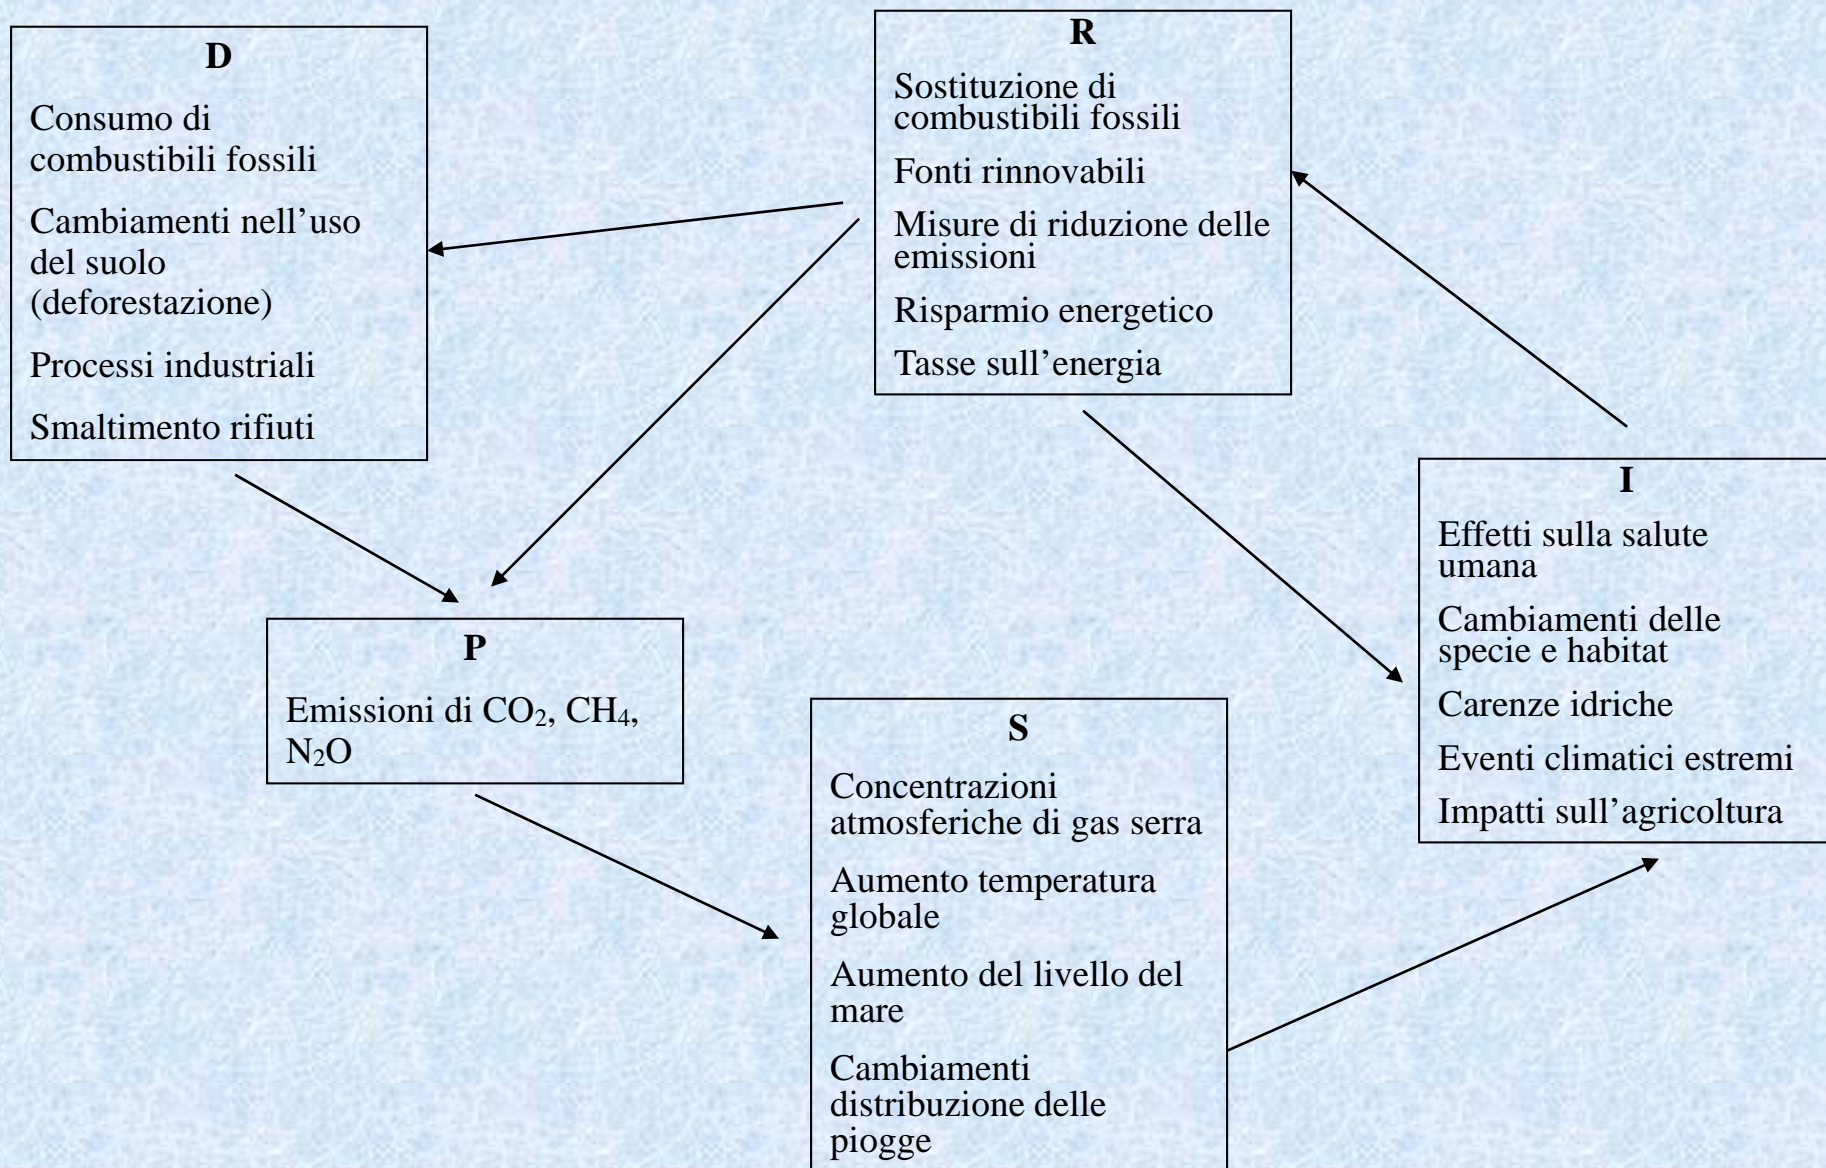 D
Consumo di
combustibili fossili
Cambiamenti nell’uso
del suolo
(deforestazione)
Processi industriali
Smaltimento rifiuti
R
Sostituzione di
combustibili fossili
Fonti rinnovabili
Misure di riduzione delle
emissioni
Risparmio energetico
Tasse sull’energia
P
Emissioni di CO₂, CH₄,
N₂O
S
Concentrazioni
atmosferiche di gas serra
Aumento temperatura
globale
Aumento del livello del
mare
Cambiamenti
distribuzione delle
piogge
I
Effetti sulla salute
umana
Cambiamenti delle
specie e habitat
Carenze idriche
Eventi climatici estremi
Impatti sull’agricoltura